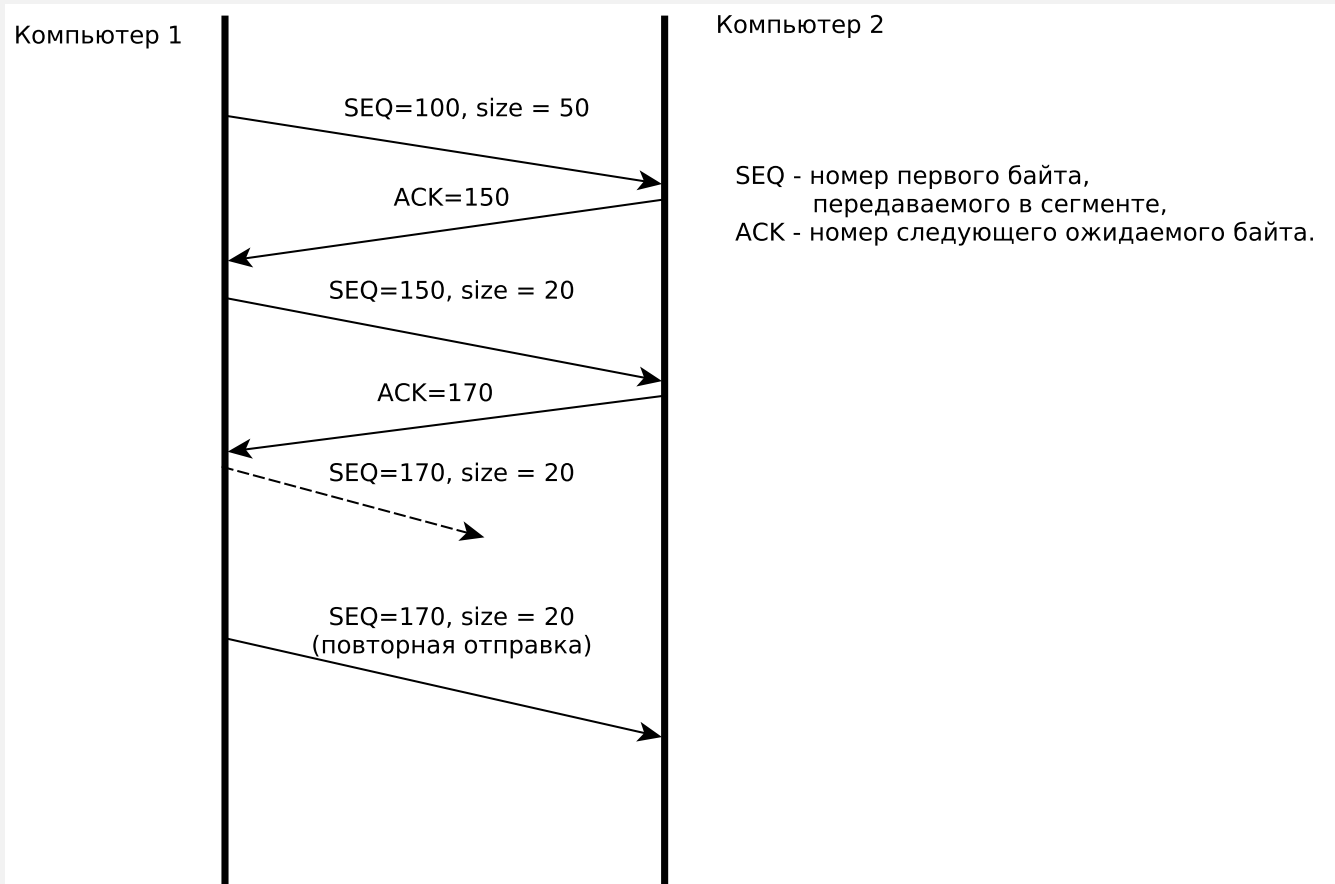 Компьютер 1
Компьютер 2
SEQ=100, size = 50
SEQ - номер первого байта,
передаваемого в сегменте,
ACK - номер следующего ожидаемого байта.
ACK=150
SEQ=150, size = 20
ACK=170
SEQ=170, size = 20
SEQ=170, size = 20
(повторная отправка)